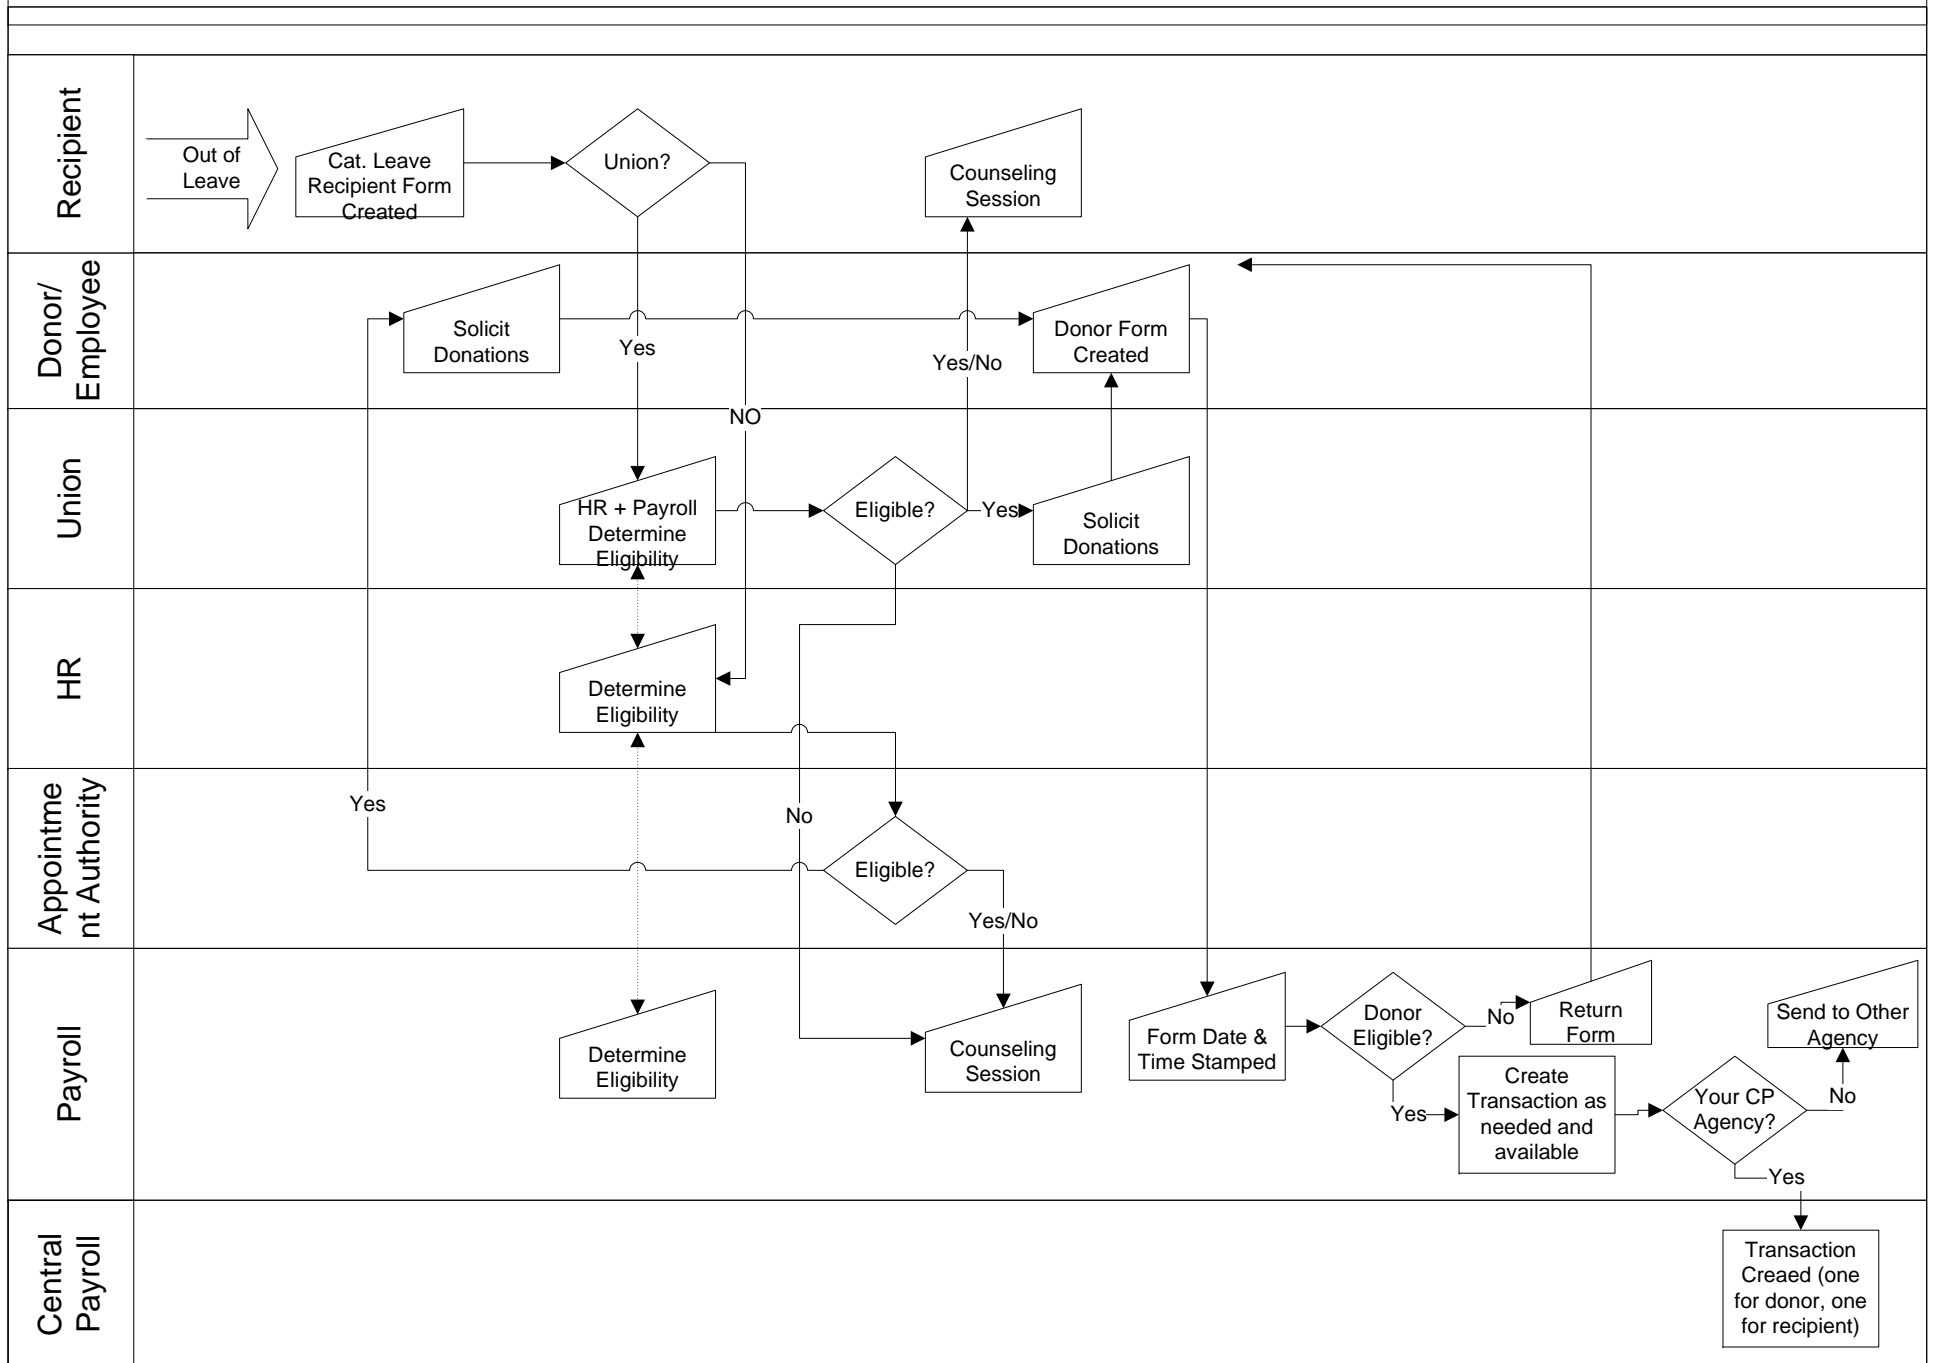 Recipient
Out of
Leave
Cat. Leave
Recipient Form
Created
Union?
Counseling
Session
Donor/
Employee
Solicit
Donations
Yes
NO
Yes/No
Donor Form
Created
Union
HR + Payroll
Determine
Eligibility
Eligible?
Yes
Solicit
Donations
HR
Determine
Eligibility
Appointme
nt Authority
Yes
No
Eligible?
Yes/No
Payroll
Determine
Eligibility
Counseling
Session
Form Date &
Time Stamped
Donor
Eligible?
No
Return
Form
Yes
Create
Transaction as
needed and
available
Your CP
Agency?
No
Send to Other
Agency
Yes
Central
Payroll
Transaction
Creaed (one
for donor, one
for recipient)